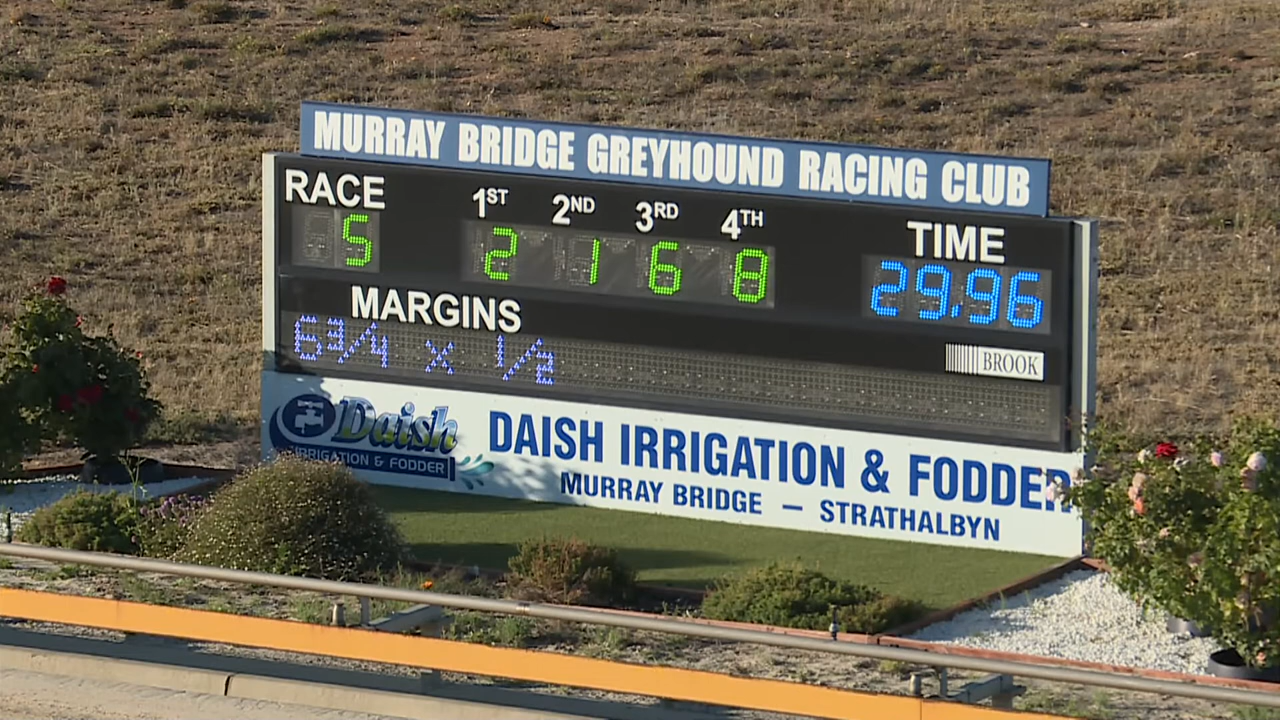 MURRAY BRIDGE GREYHOUND RACING CLUB
RACE 1ST 2ND 3RD 4TH TIME
5 2 1 6 8 29.96
MARGINS
6 3/4 x 1/2
BROOK
Daish
IRRIGATION & FODDER
DAISH IRRIGATION & FODDER
MURRAY BRIDGE — STRATHALBYN